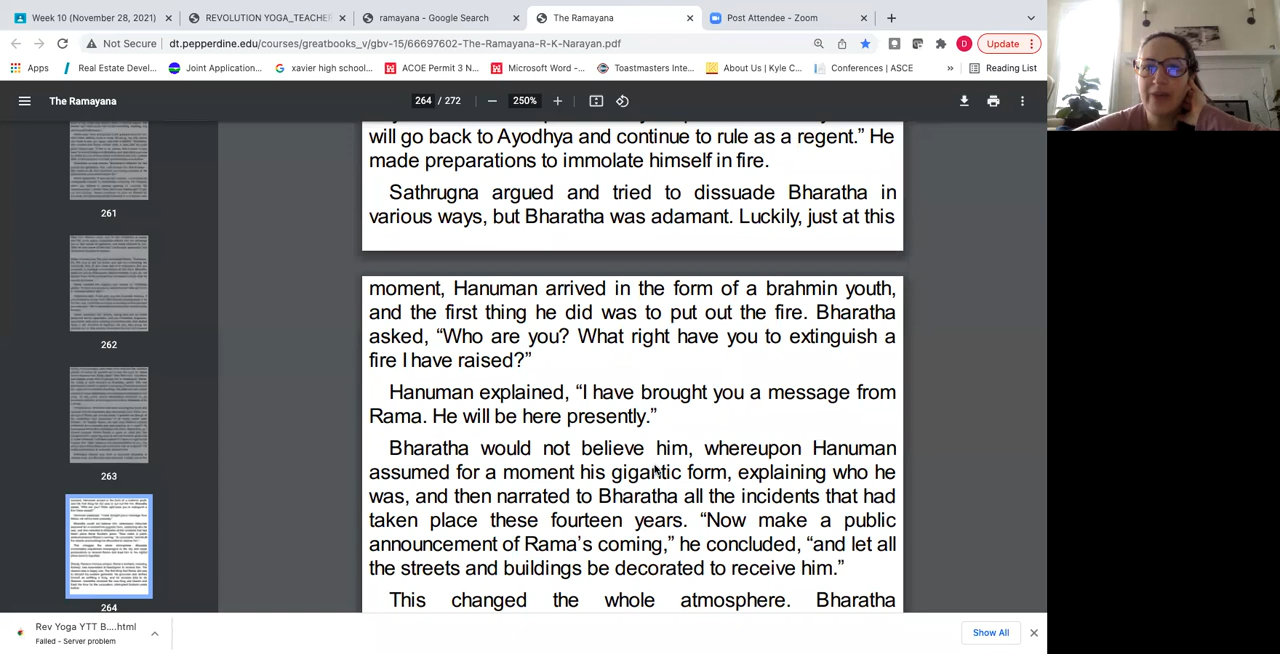 Week 10 (November 28, 2021)
REVOLUTION YOGA_TEACHE
ramayana - Google Search
The Ramayana
Post Attendee - Zoom
Not Secure | dt.pepperdine.edu/courses/greatbooks_v/gbv-15/66697602-The-Ramayana-R-K-Narayan.pdf
D
Update
Apps
Real Estate Devel...
Joint Application...
xavier high school...
ACOE Permit 3 N...
Microsoft Word -...
Toastmasters Inte...
About Us | Kyle C...
Conferences | ASCE
»
Reading List
The Ramayana
264 / 272
250%
will go back to Ayodhya and continue to rule as regent.” He
made preparations to immolate himself in fire.
Sathrugna argued and tried to dissuade Bharatha in
various ways, but Bharatha was adamant. Luckily, just at this
moment, Hanuman arrived in the form of a brahmin youth,
and the first thing he did was to put out the fire. Bharatha
asked, “Who are you? What right have you to extinguish a
fire I have raised?”
Hanuman explained, “I have brought you a message from
Rama. He will be here presently.”
Bharatha would not believe him, whereupon Hanuman
assumed for a moment his gigantic form, explaining who he
was, and then narrated to Bharatha all the incidents that had
taken place these fourteen years. “Now make a public
announcement of Rama’s coming,” he concluded, “and let all
the streets and buildings be decorated to receive him.”
This changed the whole atmosphere. Bharatha
261
262
263
264
Rev Yoga YTT B....html
Failed - Server problem
Show All